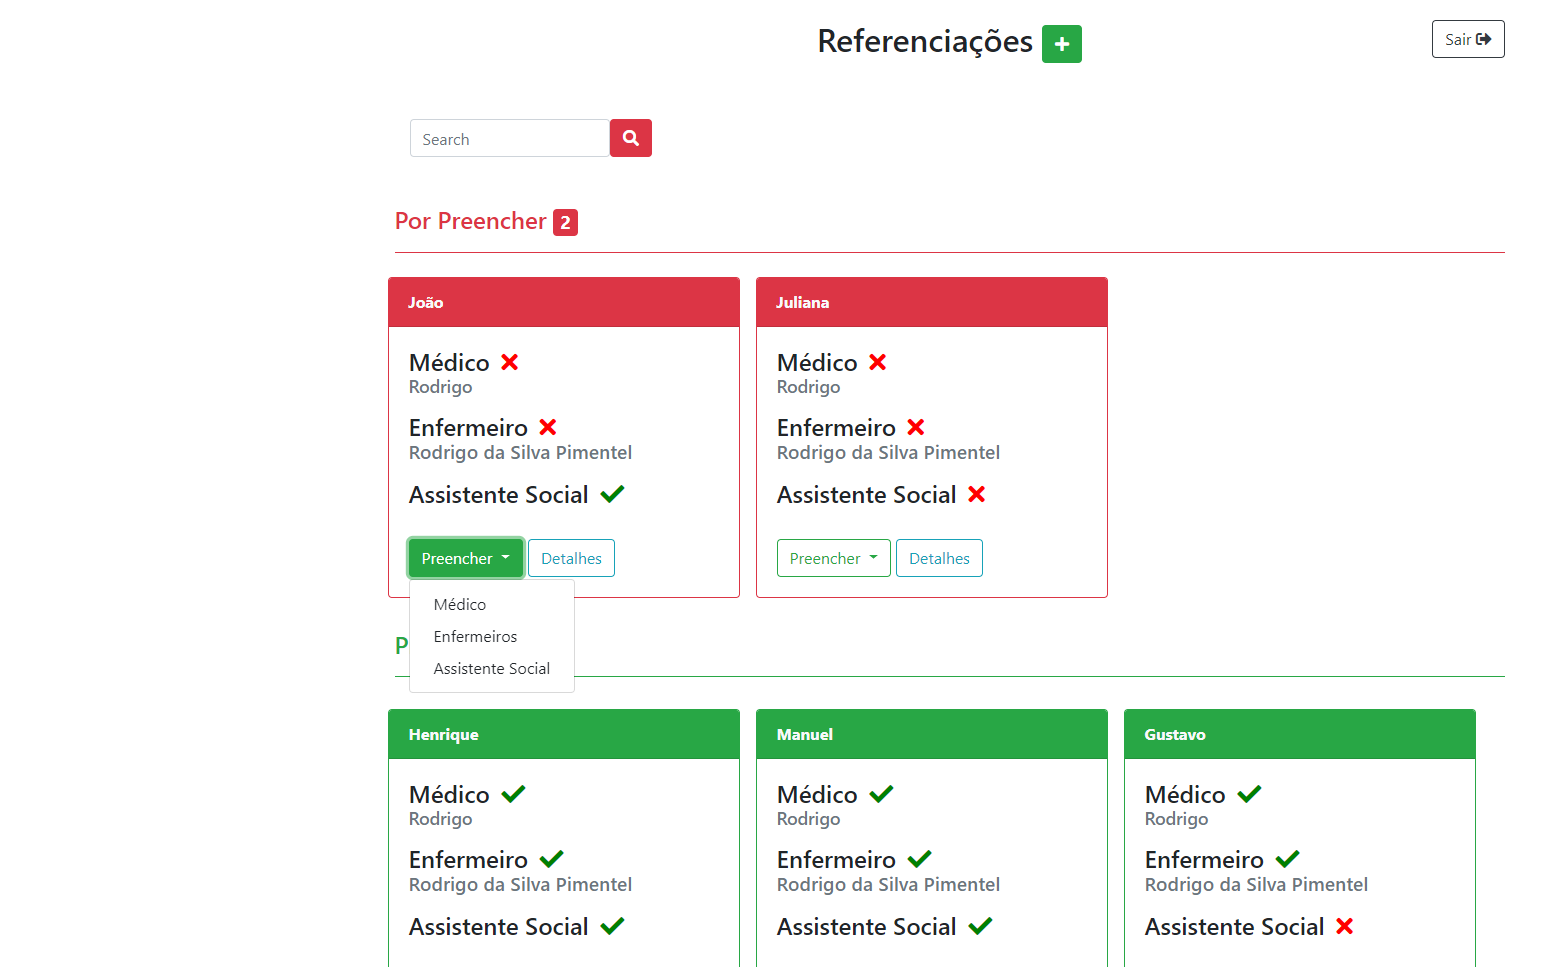 Referenciações
Sair
Search
Por Preencher 2
João
Médico
Rodrigo
Enfermeiro
Rodrigo da Silva Pimentel
Assistente Social
Preencher Detalhes
Médico
Enfermeiros
Assistente Social
Juliana
Médico
Rodrigo
Enfermeiro
Rodrigo da Silva Pimentel
Assistente Social
Preencher Detalhes
P
Henrique
Médico
Rodrigo
Enfermeiro
Rodrigo da Silva Pimentel
Assistente Social
Manuel
Médico
Rodrigo
Enfermeiro
Rodrigo da Silva Pimentel
Assistente Social
Gustavo
Médico
Rodrigo
Enfermeiro
Rodrigo da Silva Pimentel
Assistente Social